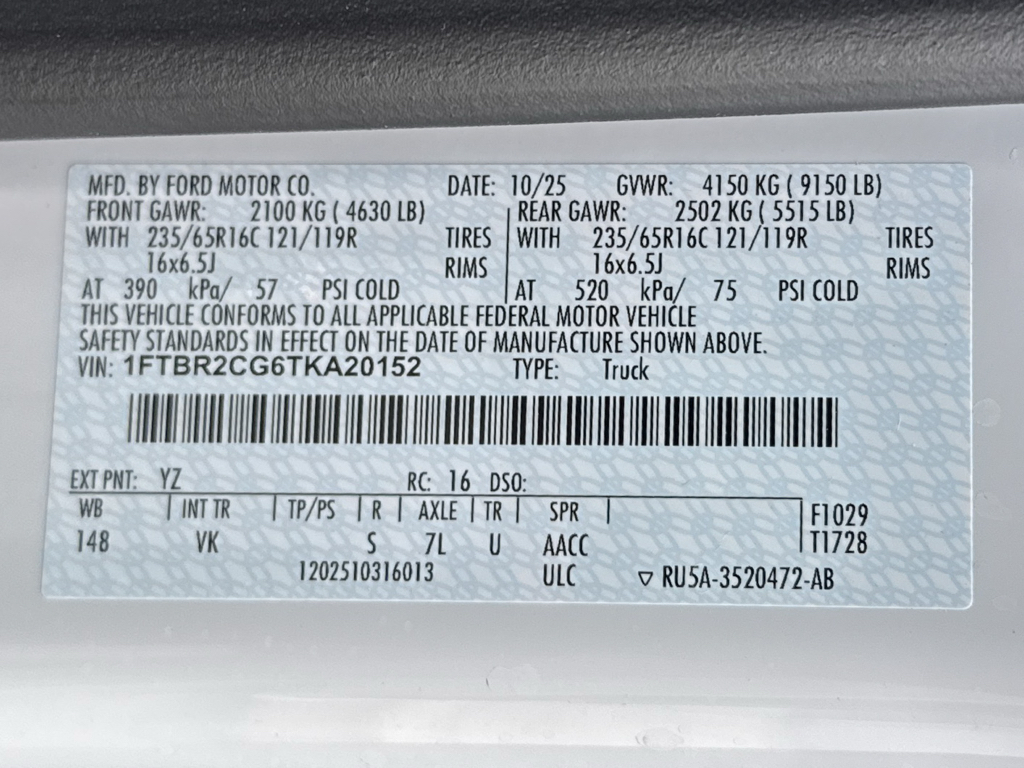 MFD. BY FORD MOTOR CO. DATE: 10/25 GVWR: 4150 KG ( 9150 LB)
FRONT GAWR: 2100 KG ( 4630 LB) REAR GAWR: 2502 KG ( 5515 LB)
WITH 235/65R16C 121/119R TIRES WITH 235/65R16C 121/119R TIRES
16x6.5J RIMS 16x6.5J RIMS
AT 390 kPa/ 57 PSI COLD AT 520 kPa/ 75 PSI COLD
THIS VEHICLE CONFORMS TO ALL APPLICABLE FEDERAL MOTOR VEHICLE
SAFETY STANDARDS IN EFFECT ON THE DATE OF MANUFACTURE SHOWN ABOVE.
VIN: 1FTBR2CG6TKA20152 TYPE: Truck
EXT PNT: YZ RC: 16 DSO:
WB INT TR TP/PS R AXLE TR SPR F1029
148 VK S 7L U AACC T1728
1202510316013 ULC ▽ RU5A-3520472-AB